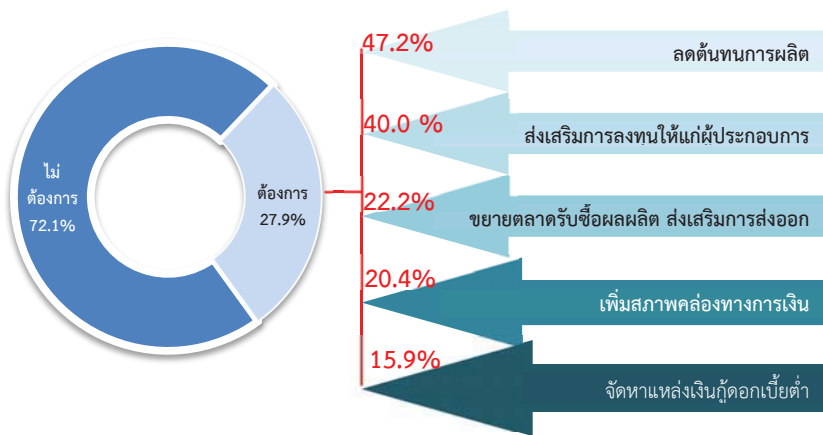 ไม่
ต้องการ
72.1%
ต้องการ
27.9%
47.2%
ลดต้นทนการผลิต
40.0 %
ส่งเสริมการลงทุนให้แก่ผู้ประกอบการ
22.2%
ขยายตลาดรับซื้อผลผลิต ส่งเสริมการส่งออก
20.4%
เพิ่มสภาพคล่องทางการเงิน
15.9%
จัดหาแหล่งเงินกู้ดอกเบี้ยต่ำ